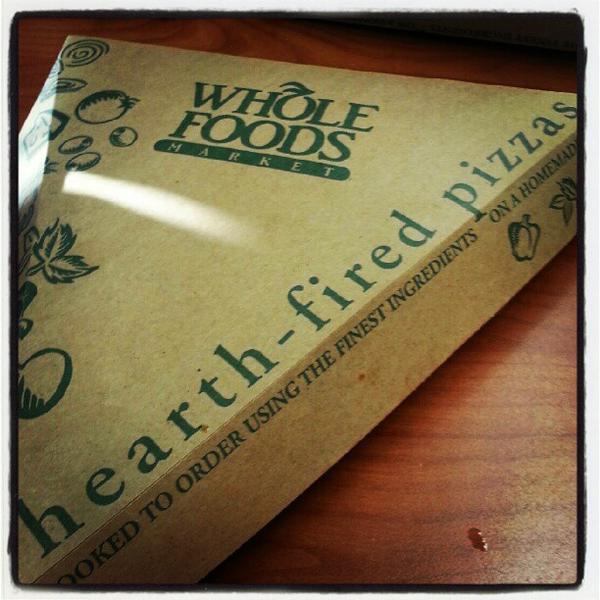 WHOLE
FOODS
MARKET
hearth-fired pizzas
OOKED TO ORDER USING THE FINEST INGREDIENTS ON A HOMEMAD